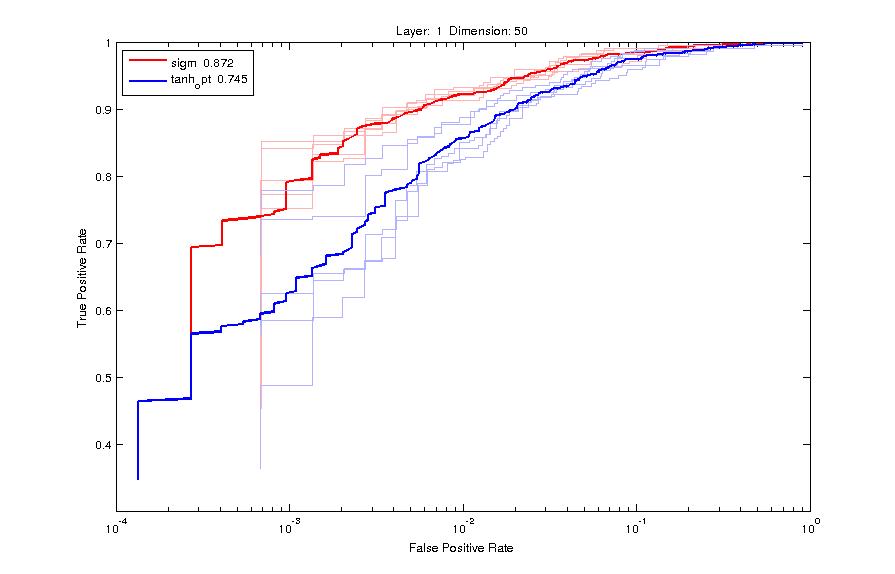 Layer: 1 Dimension: 50
sigm 0.872
tanh_opt 0.745
1
0.9
0.8
0.7
0.6
0.5
0.4
True Positive Rate
10^-4
10^-3
10^-2
10^-1
10^0
False Positive Rate